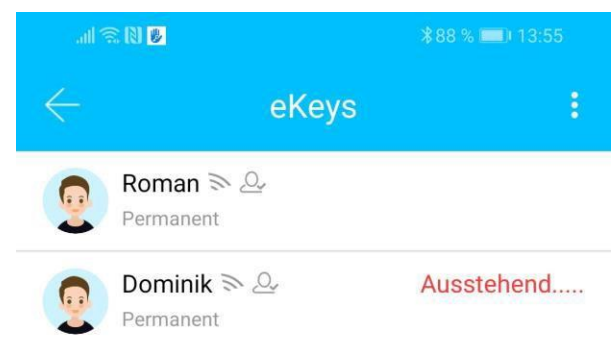 88 % 13:55
eKeys
Roman
Permanent
Dominik Ausstehend.....
Permanent